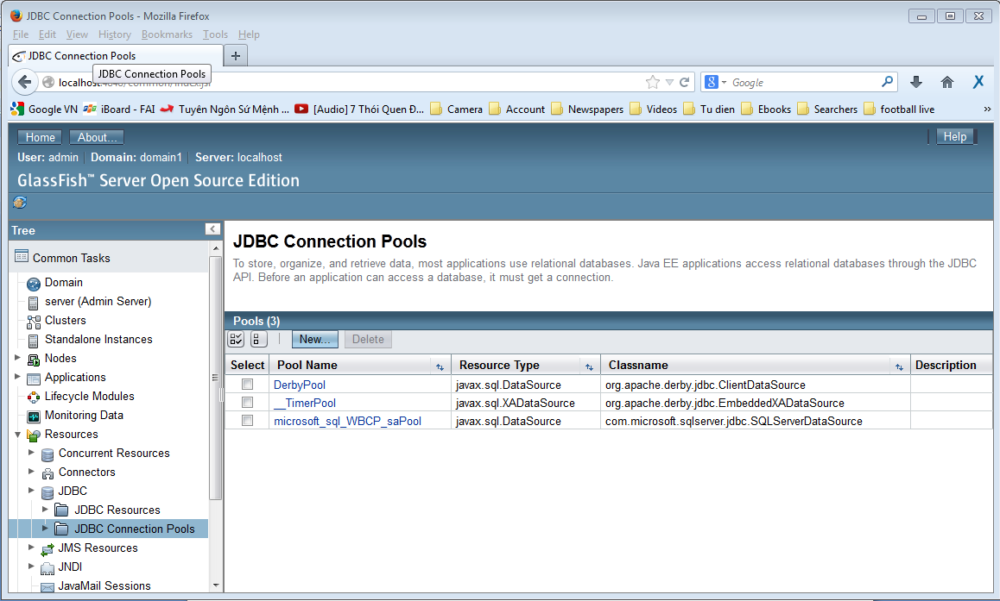 JDBC Connection Pools - Mozilla Firefox
File Edit View History Bookmarks Tools Help
JDBC Connection Pools
JDBC Connection Pools
Google
Google VN iBoard - FAI Tuyên Ngôn Sứ Mệnh ... [Audio] 7 Thói Quen Đ... Camera Account Newspapers Videos Tu dien Ebooks Searchers football live
Home About... Help
User: admin Domain: domain1 Server: localhost
GlassFish™ Server Open Source Edition
Tree
Common Tasks
Domain
server (Admin Server)
Clusters
Standalone Instances
Nodes
Applications
Lifecycle Modules
Monitoring Data
Resources
Concurrent Resources
Connectors
JDBC
JDBC Resources
JDBC Connection Pools
JMS Resources
JNDI
JavaMail Sessions
JDBC Connection Pools
To store, organize, and retrieve data, most applications use relational databases. Java EE applications access relational databases through the JDBC
API. Before an application can access a database, it must get a connection.
Pools (3)
New... Delete
Select Pool Name Resource Type Classname Description
DerbyPool javax.sql.DataSource org.apache.derby.jdbc.ClientDataSource
__TimerPool javax.sql.XADataSource org.apache.derby.jdbc.EmbeddedXADataSource
microsoft_sql_WBCP_saPool javax.sql.DataSource com.microsoft.sqlserver.jdbc.SQLServerDataSource